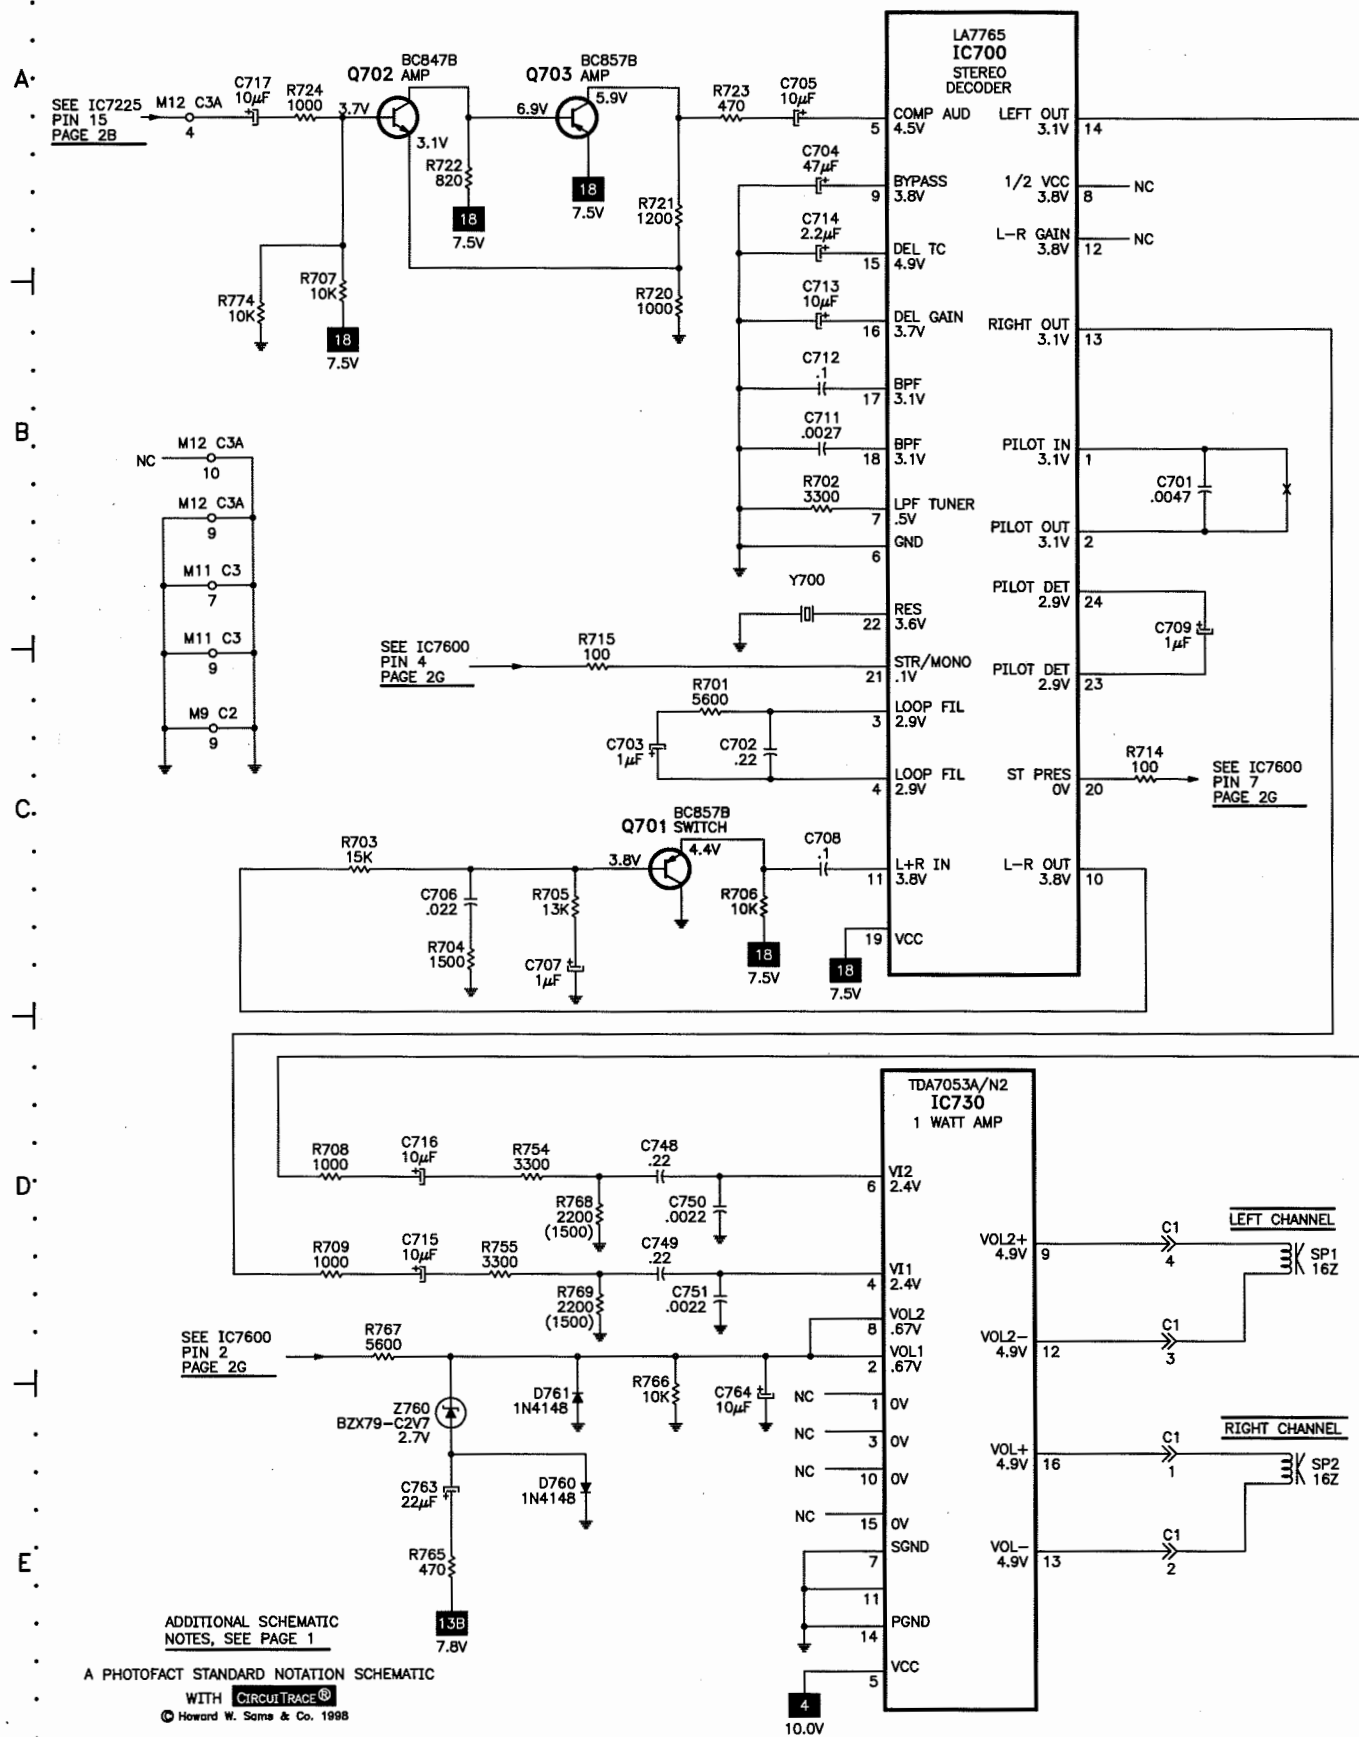 A
SEE IC7225
PIN 15
PAGE 2B
M12 C3A
4
C717
10µF
R724
1000
3.7V
Q702
BC847B
AMP
3.1V
R722
820
18
7.5V
6.9V
Q703
BC857B
AMP
5.9V
18
7.5V
R721
1200
R720
1000
R723
470
C705
10µF
R774
10K
R707
10K
18
7.5V
LA7765
IC700
STEREO
DECODER
5
COMP AUD
4.5V
LEFT OUT
3.1V
14
C704
47µF
9
BYPASS
3.8V
1/2 VCC
3.8V
8
NC
C714
2.2µF
15
DEL TC
4.9V
L-R GAIN
3.8V
12
NC
C713
10µF
16
DEL GAIN
3.7V
RIGHT OUT
3.1V
13
C712
.1
17
BPF
3.1V
B
C711
.0027
18
BPF
3.1V
PILOT IN
3.1V
1
C701
.0047
R702
3300
7
LPF TUNER
.5V
PILOT OUT
3.1V
2
6
GND
NC
M12 C3A
10
M12 C3A
9
M11 C3
7
M11 C3
9
M9 C2
9
Y700
22
RES
3.6V
PILOT DET
2.9V
24
C709
1µF
SEE IC7600
PIN 4
PAGE 2G
R715
100
21
STR/MONO
.1V
PILOT DET
2.9V
23
R701
5600
3
LOOP FIL
2.9V
C703
1µF
C702
.22
4
LOOP FIL
2.9V
ST PRES
0V
20
R714
100
SEE IC7600
PIN 7
PAGE 2G
C
R703
15K
C706
.022
R704
1500
R705
13K
C707
1µF
3.8V
Q701
BC857B
SWITCH
4.4V
R706
10K
18
7.5V
C708
.1
11
L+R IN
3.8V
L-R OUT
3.8V
10
19
VCC
18
7.5V
TDA7053A/N2
IC730
1 WATT AMP
D
R708
1000
C716
10µF
R754
3300
R768
2200
(1500)
C748
.22
C750
.0022
6
VI2
2.4V
R709
1000
C715
10µF
R755
3300
R769
2200
(1500)
C749
.22
C751
.0022
4
VI1
2.4V
VOL2+
4.9V
9
C1
4
LEFT CHANNEL
SP1
16Z
8
VOL2
.67V
VOL2-
4.9V
12
C1
3
SEE IC7600
PIN 2
PAGE 2G
R767
5600
2
VOL1
.67V
Z760
BZX79-C2V7
2.7V
D761
1N4148
R766
10K
C764
10µF
NC
1
0V
NC
3
0V
NC
10
0V
NC
15
0V
VOL+
4.9V
16
C1
1
RIGHT CHANNEL
SP2
16Z
C763
22µF
D760
1N4148
E
R765
470
13B
7.8V
7
SGND
VOL-
4.9V
13
C1
2
11
14
PGND
5
VCC
4
10.0V
ADDITIONAL SCHEMATIC
NOTES, SEE PAGE 1
A PHOTOFACT STANDARD NOTATION SCHEMATIC
WITH CIRCUITRACE®
© Howard W. Sams & Co. 1998